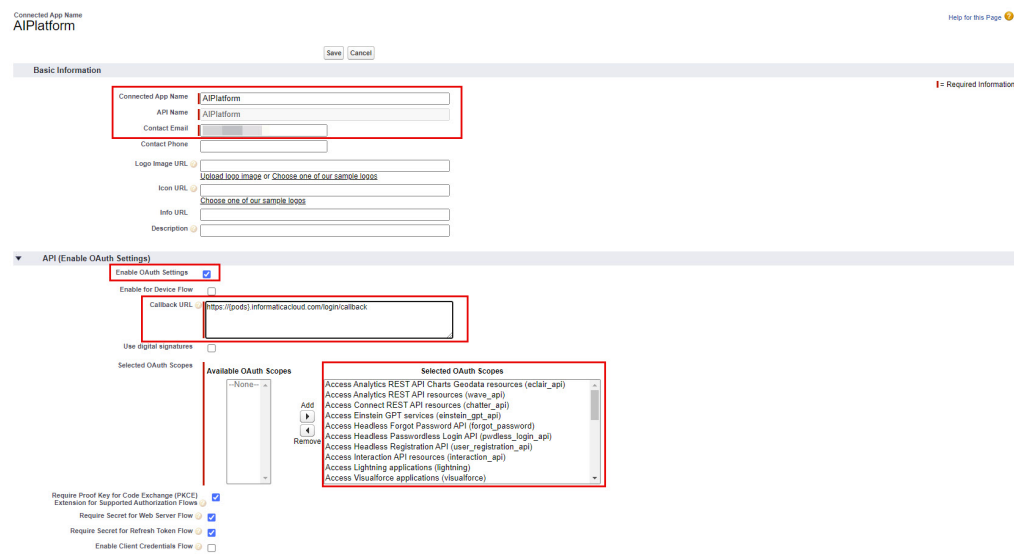 Connected App Name
AIPlatform
Help for this Page
Save Cancel
Basic Information
= Required Information
Connected App Name AIPlatform
API Name AIPlatform
Contact Email
Contact Phone
Logo Image URL
Upload logo image or Choose one of our sample logos
Icon URL
Choose one of our sample logos
Info URL
Description
API (Enable OAuth Settings)
Enable OAuth Settings
Enable for Device Flow
Callback URL https://{pods}.informaticacloud.com/login/callback
Use digital signatures
Selected OAuth Scopes
Available OAuth Scopes
--None--
Add
Remove
Selected OAuth Scopes
Access Analytics REST API Charts Geodata resources (eclair_api)
Access Analytics REST API resources (wave_api)
Access Connect REST API resources (chatter_api)
Access Einstein GPT services (einstein_gpt_api)
Access Headless Forgot Password API (forgot_password)
Access Headless Passwordless Login API (pwdless_login_api)
Access Headless Registration API (user_registration_api)
Access Interaction API resources (interaction_api)
Access Lightning applications (lightning)
Access Visualforce applications (visualforce)
Require Proof Key for Code Exchange (PKCE)
Extension for Supported Authorization Flows
Require Secret for Web Server Flow
Require Secret for Refresh Token Flow
Enable Client Credentials Flow